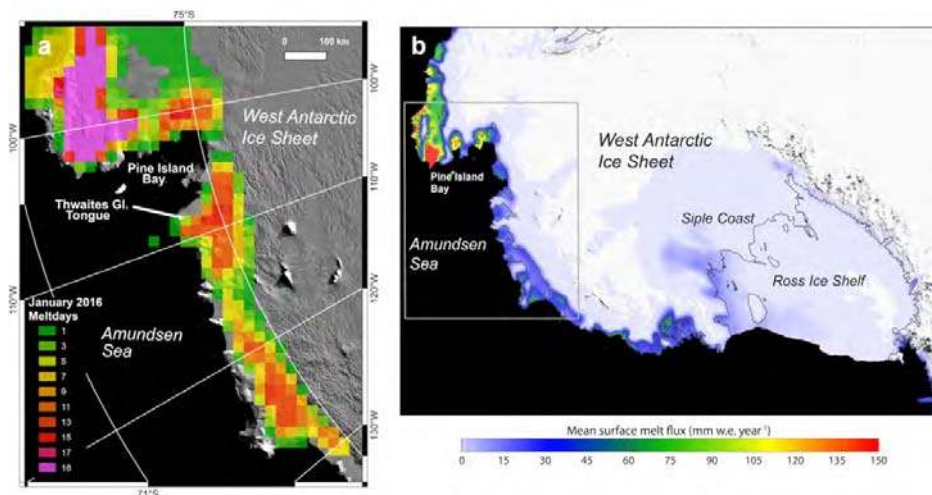 75°S
a
0 100 km
100°W
West Antarctic
Ice Sheet
100°W
Pine Island
Bay
110°W
Thwaites Gl.
Tongue
120°W
110°W
January 2016
Meltdays
1
3
5
7
9
11
13
15
17
18
Amundsen
Sea
130°W
71°S
b
West Antarctic
Ice Sheet
Pine Island
Bay
Siple Coast
Amundsen
Sea
Ross Ice Shelf
Mean surface melt flux (mm w.e. year⁻¹)
0 15 30 45 60 75 90 105 120 135 150